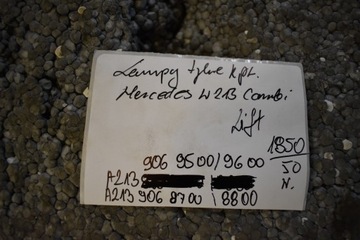 Lampy tylne kpl.
Mercedes W213 Combi
Lift
1850
50
N.
906 9500/9600
A213
A213 906 8700 \ 8800